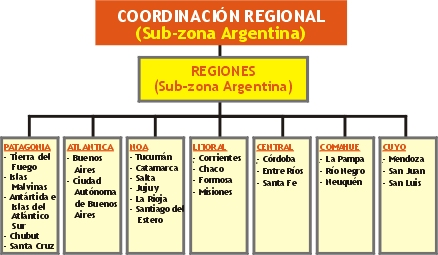 COORDINACIÓN REGIONAL
(Sub-zona Argentina)
REGIONES
(Sub-zona Argentina)
PATAGONIA
- Tierra del
Fuego
- Islas
Malvinas
- Antártida e
Islas del
Atlántico
Sur
- Chubut
- Santa Cruz
ATLANTICA
- Buenos
Aires
- Ciudad
Autónoma
de Buenos
Aires
NOA
- Tucumán
- Catamarca
- Salta
- Jujuy
- La Rioja
- Santiago del
Estero
LITORAL
- Corrientes
- Chaco
- Formosa
- Misiones
CENTRAL
- Córdoba
- Entre Ríos
- Santa Fe
COMAHUE
- La Pampa
- Río Negro
- Neuquén
CUYO
- Mendoza
- San Juan
- San Luis